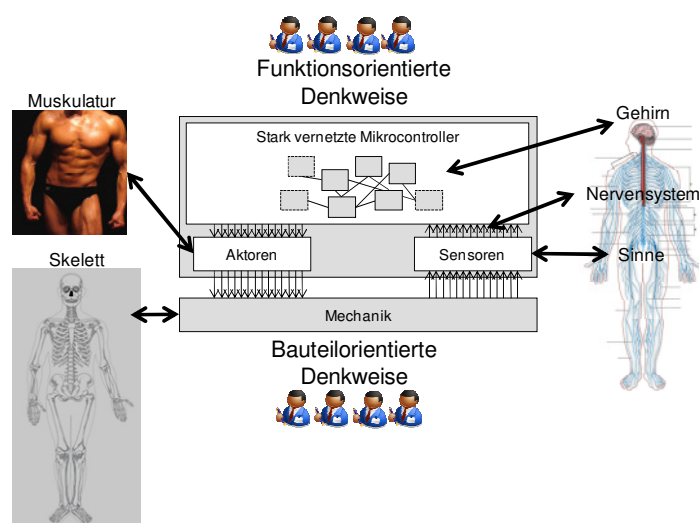 Funktionsorientierte
Denkweise
Muskulatur
Gehirn
Stark vernetzte Mikrocontroller
Nervensystem
Aktoren
Sensoren
Sinne
Skelett
Mechanik
Bauteilorientierte
Denkweise